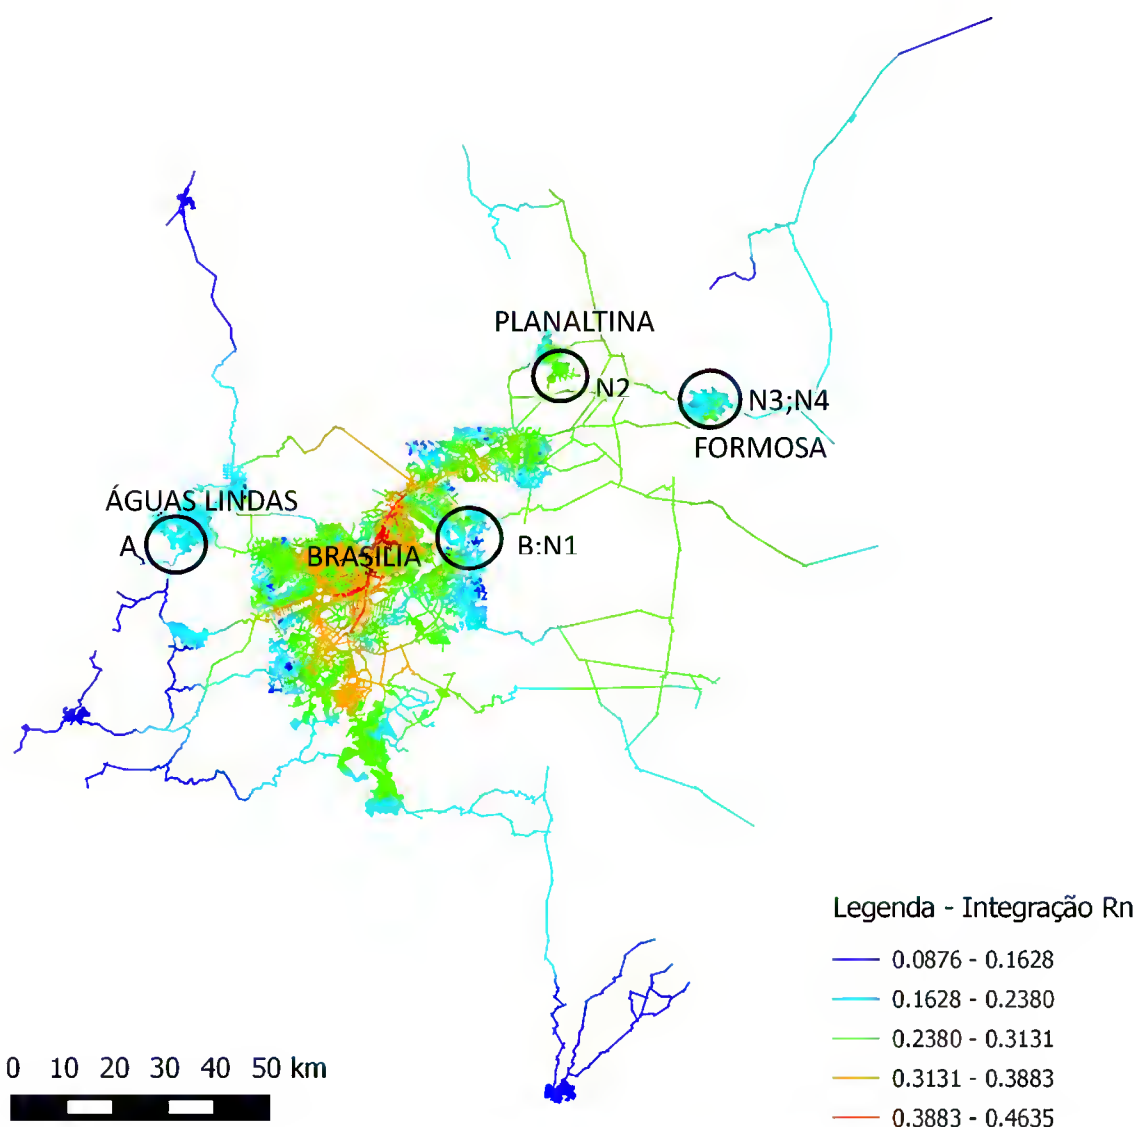 PLANALTINA
N2
N3;N4
FORMOSA
ÁGUAS LINDAS
A
BRASILIA
B:N1
Legenda - Integração Rn
0.0876 - 0.1628
0.1628 - 0.2380
0.2380 - 0.3131
0.3131 - 0.3883
0.3883 - 0.4635
0 10 20 30 40 50 km